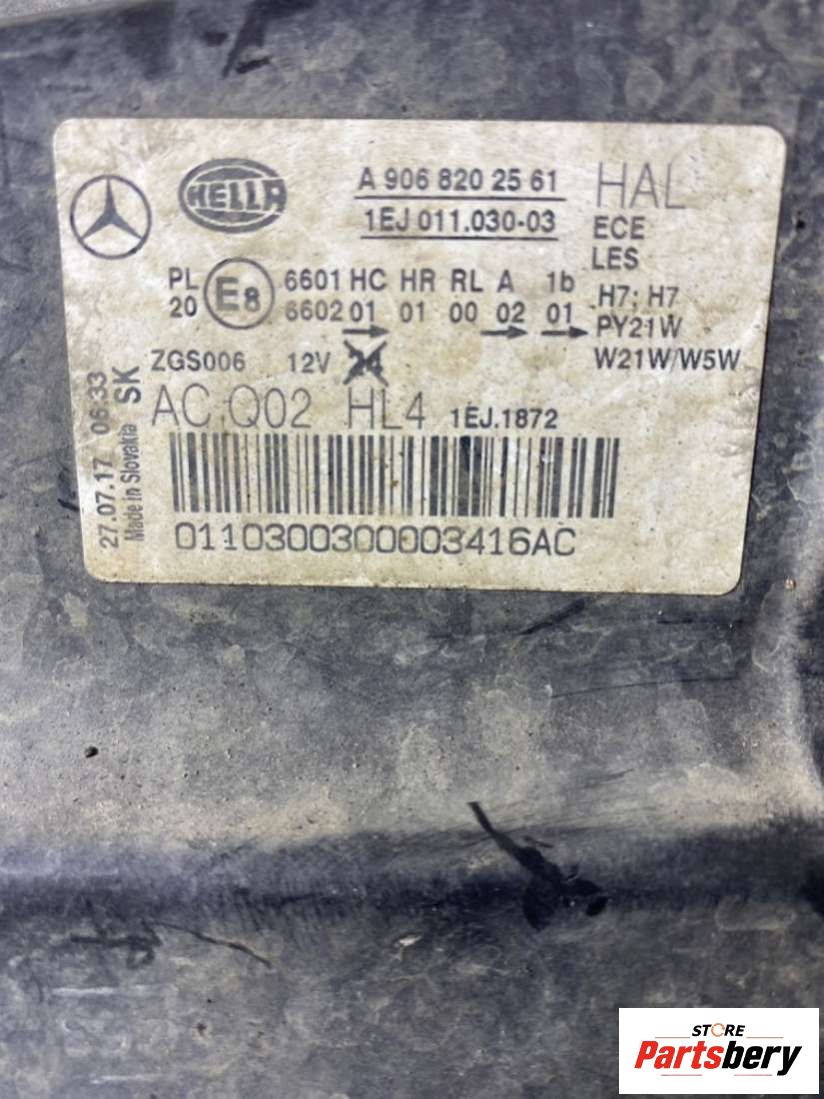 HELLA
A 906 820 25 61
1EJ 011.030-03
HAL
ECE
LES
PL
20
E8
6601 HC HR RL A 1b
6602 01 01 00 02 01
H7; H7
PY21W
W21W/W5W
ZGS006 12V 24
AC Q02 HL4 1EJ.1872
0110300300003416AC
27.07.17 06:33
Made in Slovakia
SK
STORE
Partsbery